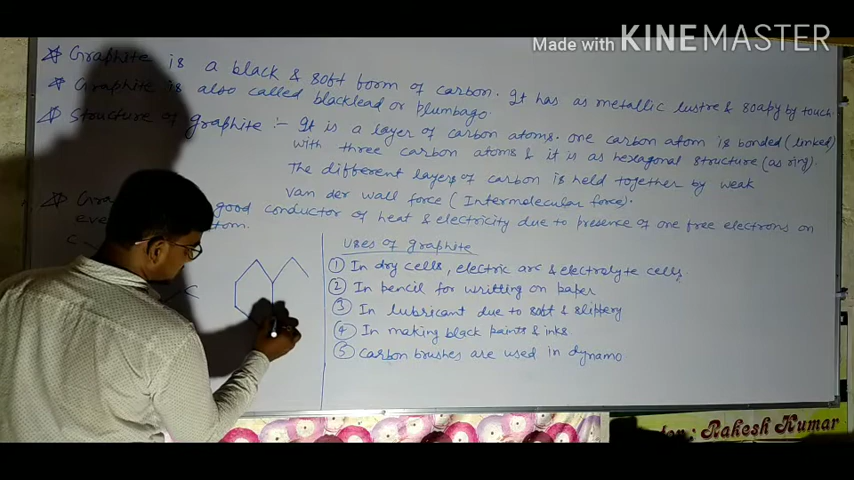 Made with KINEMASTER
☆ Graphite is a black & soft form of carbon. It has as metallic lustre & soapy by touch.
☆ Graphite is also called blacklead or Plumbago.
☆ Structure of graphite :- It is a layer of carbon atoms. one carbon atom is bonded (linked)
with three carbon atoms & it is as hexagonal structure (as ring).
The different layers of carbon is held together by weak
van der wall force (Intermolecular force).
☆ Gra good conductor of heat & electricity due to presence of one free electrons on
eve tom.
C
C
Uses of graphite
① In dry cells, electric arc & electrolyte cells.
② In pencil for writting on paper
③ In lubricant due to soft & slippery
④ In making black paints & inks
⑤ Carbon brushes are used in dynamo
Rakesh Kumar